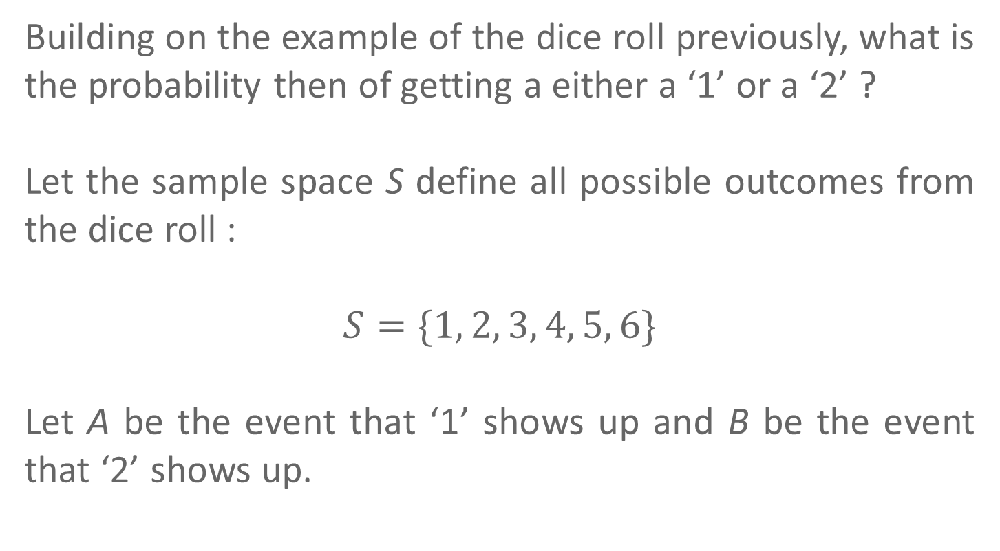 Building on the example of the dice roll previously, what is
the probability then of getting a either a ‘1’ or a ‘2’ ?
Let the sample space S define all possible outcomes from
the dice roll :
S = {1, 2, 3, 4, 5, 6}
Let A be the event that ‘1’ shows up and B be the event
that ‘2’ shows up.